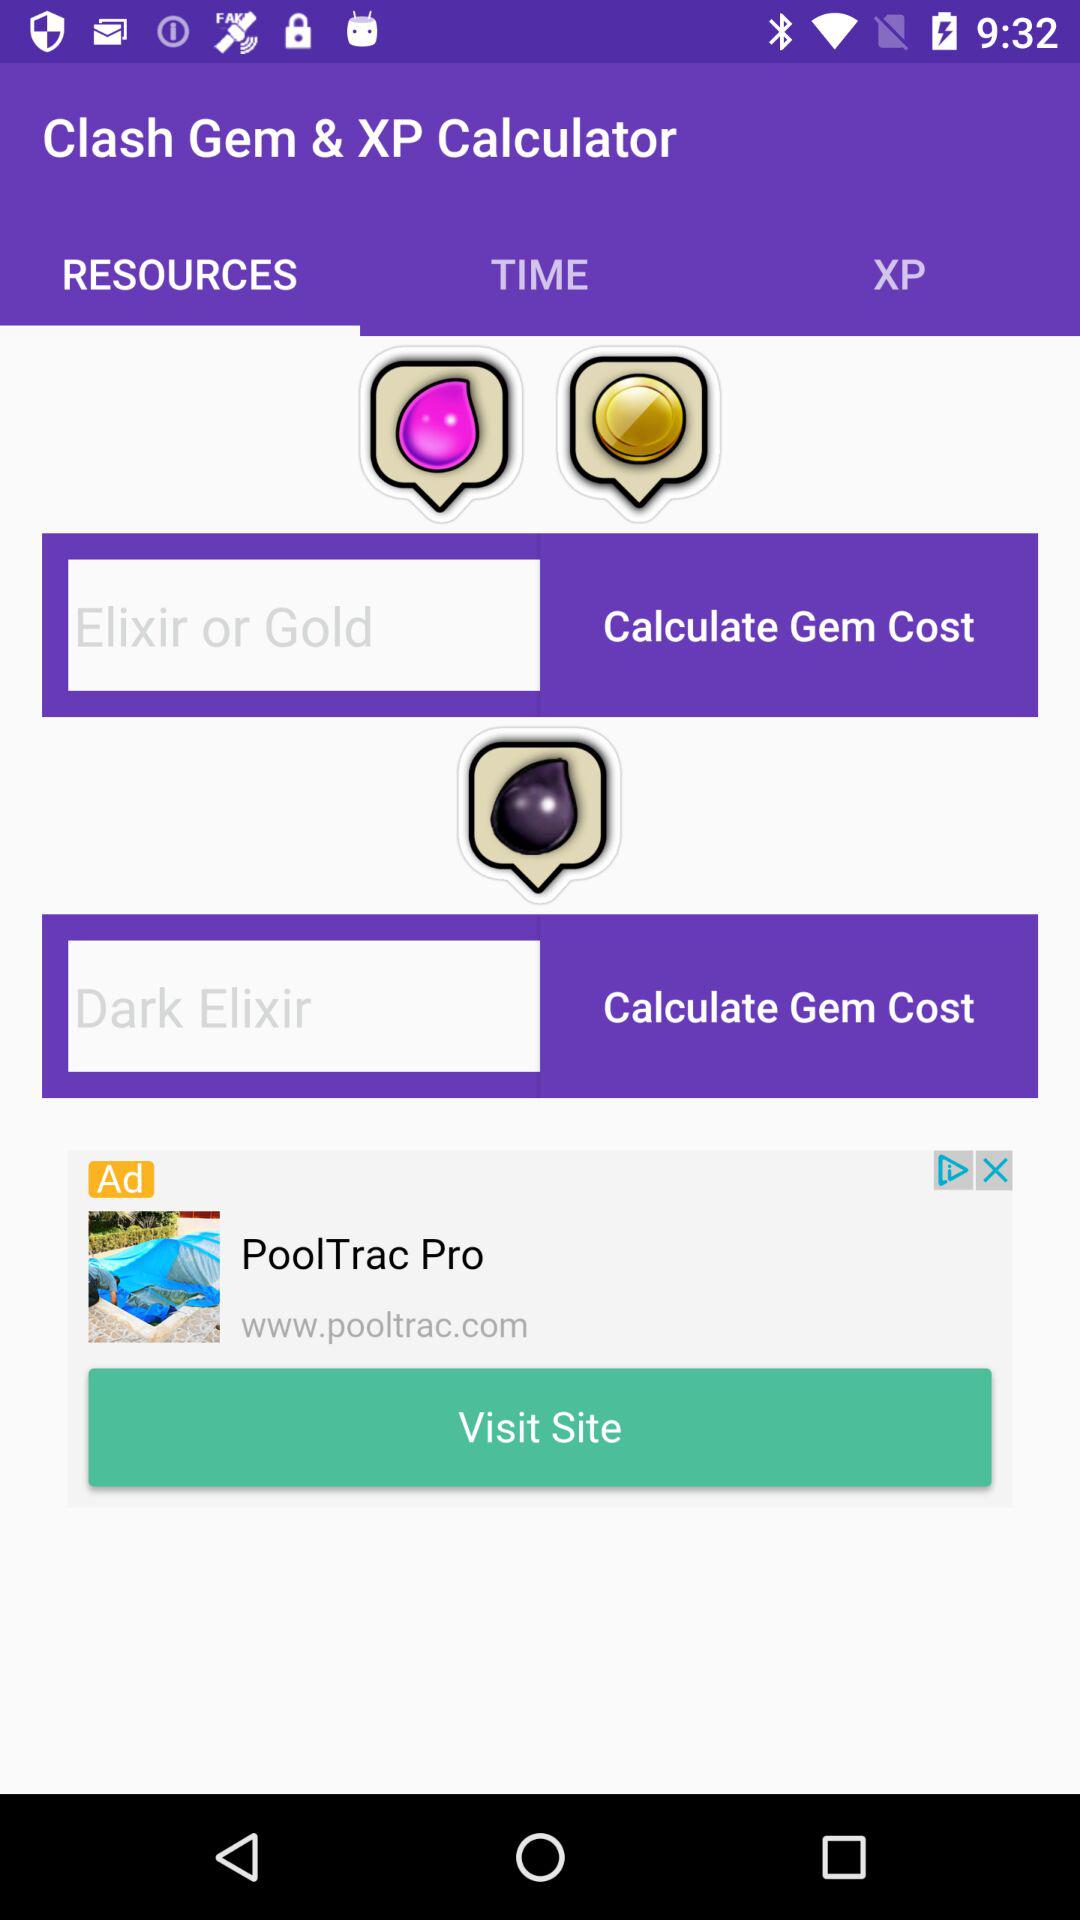 FAKE
9:32
Clash Gem & XP Calculator
RESOURCES TIME XP
Elixir or Gold Calculate Gem Cost
Dark Elixir Calculate Gem Cost
Ad
PoolTrac Pro
www.pooltrac.com
Visit Site